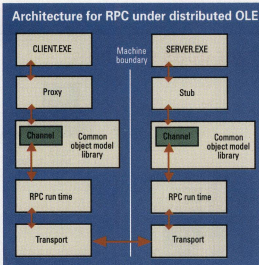 Architecture for RPC under distributed OLE
CLIENT.EXE
Machine
boundary
SERVER.EXE
Proxy
Stub
Channel
Common
object model
library
Channel
Common
object model
library
RPC run time
RPC run time
Transport
Transport